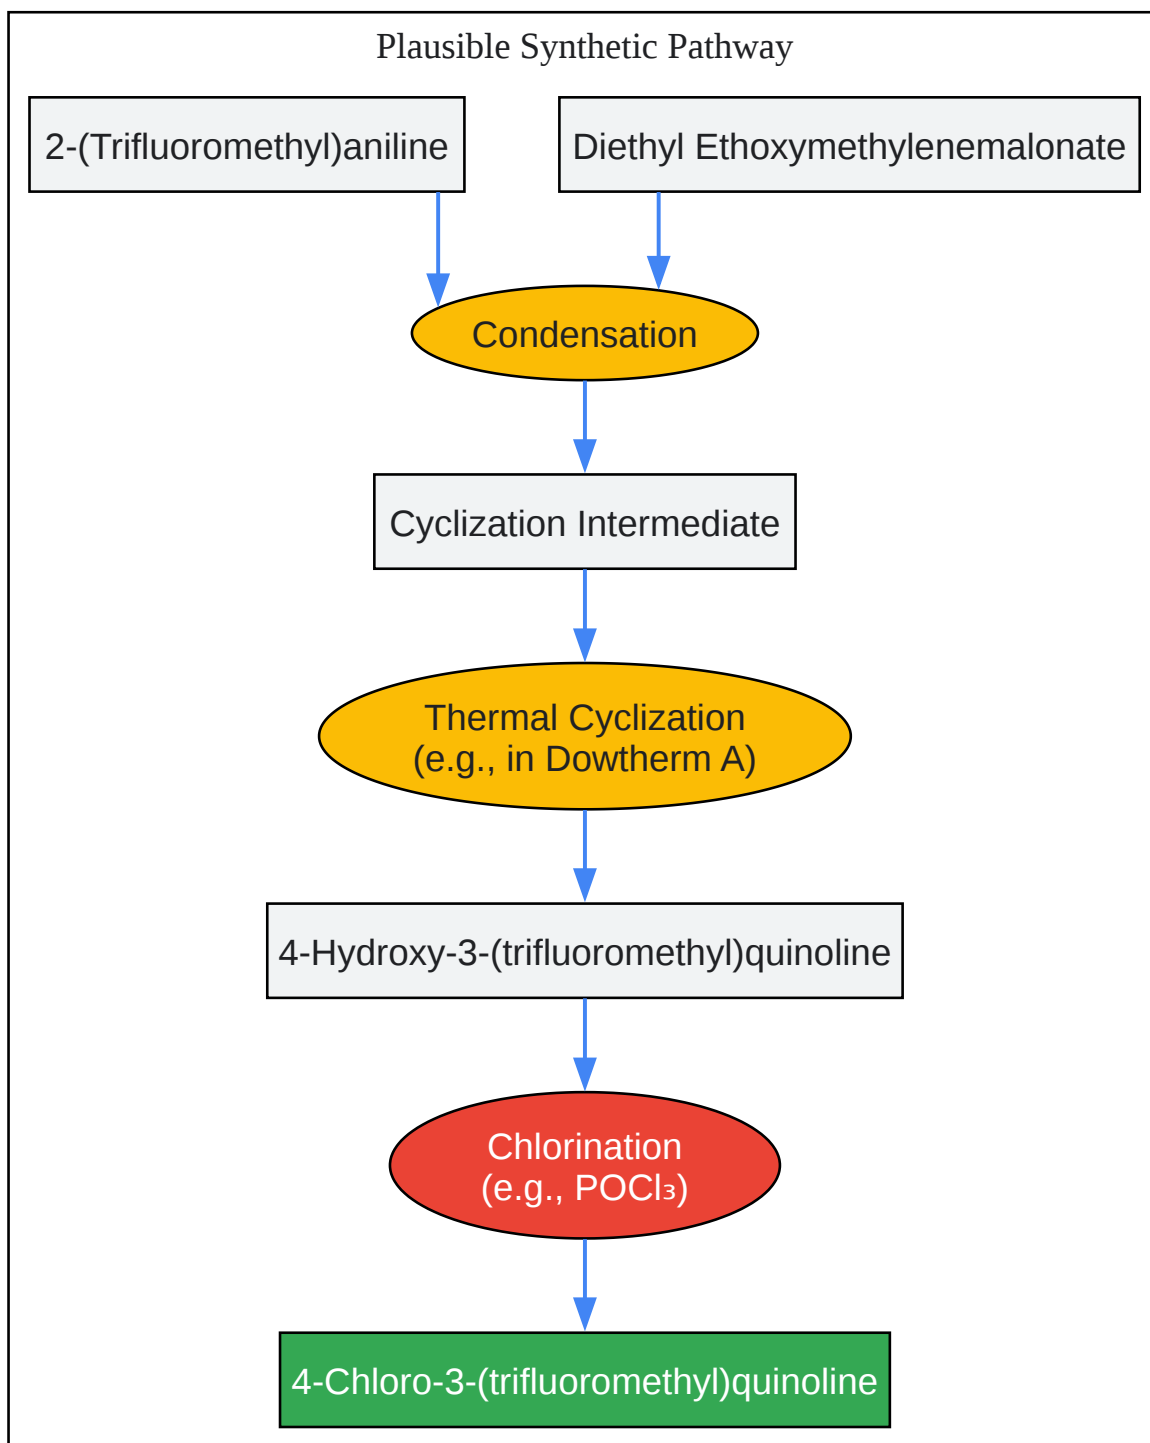 Plausible Synthetic Pathway
2-(Trifluoromethyl)aniline
Diethyl Ethoxymethylenemalonate
Condensation
Cyclization Intermediate
Thermal Cyclization
(e.g., in Dowtherm A)
4-Hydroxy-3-(trifluoromethyl)quinoline
Chlorination
(e.g., POCl₃)
4-Chloro-3-(trifluoromethyl)quinoline